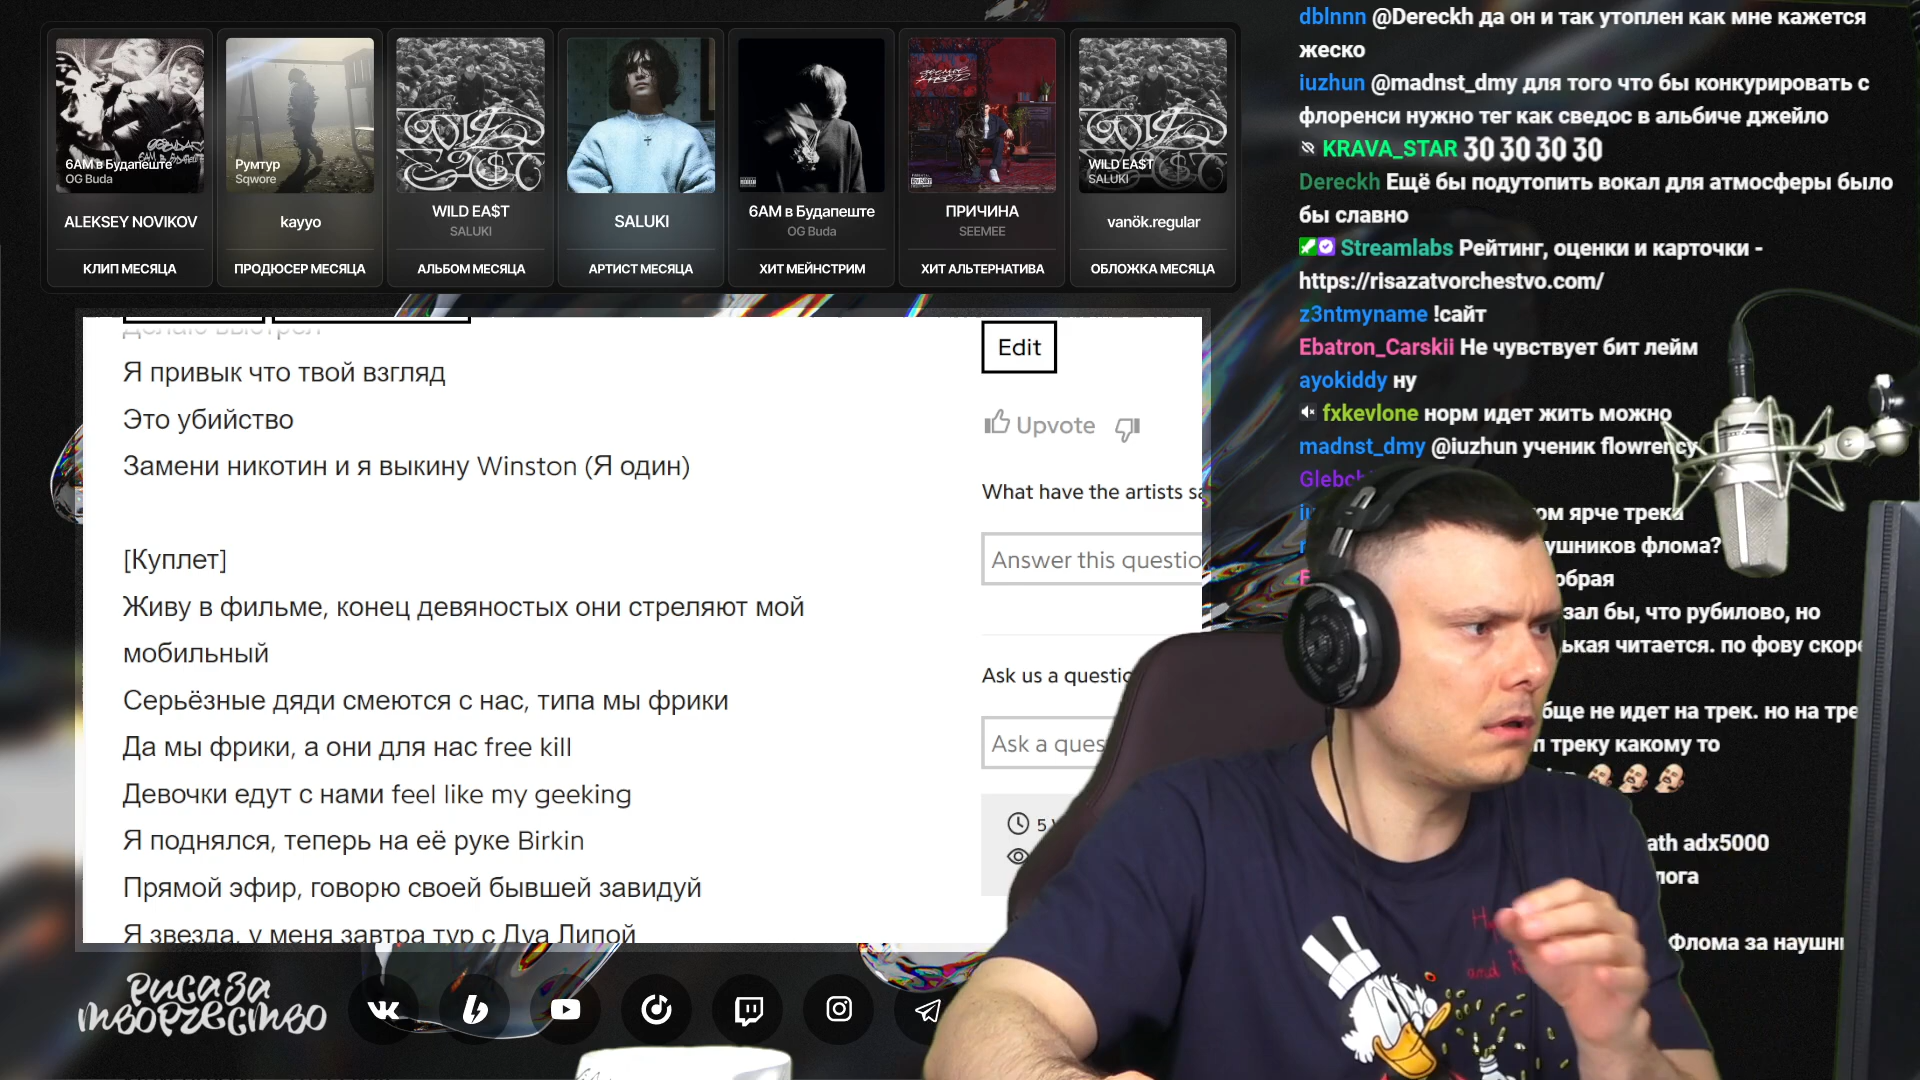 6AM в Будапеште
OG Buda
ALEKSEY NOVIKOV
КЛИП МЕСЯЦА
Румтур
Sqwore
kayyo
ПРОДЮСЕР МЕСЯЦА
WILD EA$T
SALUKI
АЛЬБОМ МЕСЯЦА
SALUKI
АРТИСТ МЕСЯЦА
6AM в Будапеште
OG Buda
ХИТ МЕЙНСТРИМ
ПРИЧИНА
SEEMEE
ХИТ АЛЬТЕРНАТИВА
WILD EA$T
SALUKI
vanök.regular
ОБЛОЖКА МЕСЯЦА
Делаю выстрел
Я привык что твой взгляд
Это убийство
Замени никотин и я выкину Winston (Я один)
[Куплет]
Живу в фильме, конец девяностых они стреляют мой
мобильный
Серьёзные дяди смеются с нас, типа мы фрики
Да мы фрики, а они для нас free kill
Девочки едут с нами feel like my geeking
Я поднялся, теперь на её руке Birkin
Прямой эфир, говорю своей бывшей завидуй
Я звезда, у меня завтра тур с Дуа Липой
Edit
Upvote
What have the artists sa
Answer this questio
Ask us a questio
Ask a ques
5
dblnnn @Dereckh да он и так утоплен как мне кажется
жеско
iuzhun @madnst_dmy для того что бы конкурировать с
флоренси нужно тег как сведос в альбиче джейло
KRAVA_STAR 30 30 30 30
Dereckh Ещё бы подутопить вокал для атмосферы было
бы славно
Streamlabs Рейтинг, оценки и карточки -
https://risazatvorchestvo.com/
z3ntmyname !сайт
Ebatron_Carskii Не чувствует бит лейм
ayokiddy ну
fxkevlone норм идет жить можно
madnst_dmy @iuzhun ученик flowrency
Glebch
ом ярче трека
ушников флома?
обрая
зал бы, что рубилово, но
ькая читается. по фову скоре
бще не идет на трек. но на тре
п треку какому то
ath adx5000
лога
Флома за наушн
РИСАЗА
ТВОРЧЕСТВО